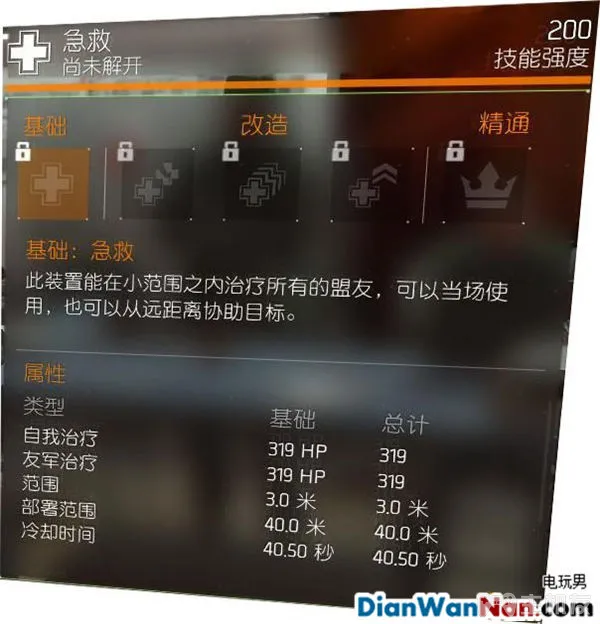 急救
尚未解开
200
技能强度
基础
改造
精通
基础：急救
此装置能在小范围之内治疗所有的盟友，可以当场使
用，也可以从远距离协助目标。
属性
类型 基础 总计
自我治疗 319 HP 319
友军治疗 319 HP 319
范围 3.0 米 3.0 米
部署范围 40.0 米 40.0 米
冷却时间 40.50 秒 40.50 秒
电玩男
DianWanNan.com